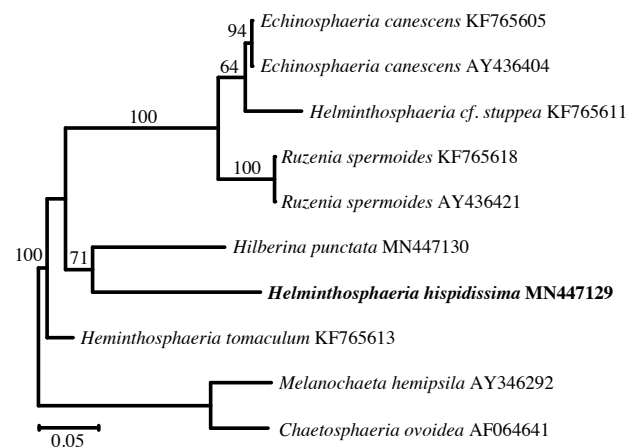 94
Echinosphaeria canescens KF765605
64
Echinosphaeria canescens AY436404
Helminthosphaeria cf. stuppea KF765611
100
Ruzenia spermoides KF765618
100
Ruzenia spermoides AY436421
Hilberina punctata MN447130
100
71
Helminthosphaeria hispidissima MN447129
Heminthosphaeria tomaculum KF765613
Melanochaeta hemipsila AY346292
Chaetosphaeria ovoidea AF064641
0.05